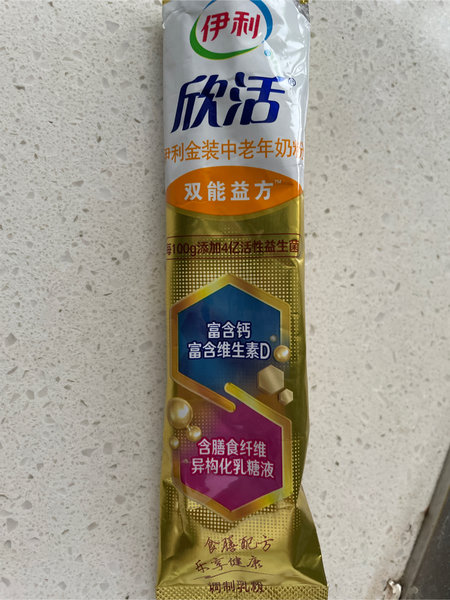 伊利
欣活®
伊利金装中老年奶粉
双能益方™
每100g添加4亿活性益生菌
富含钙
富含维生素D
含膳食纤维
异构化乳糖液
食膳配方
乐享健康
调制乳粉